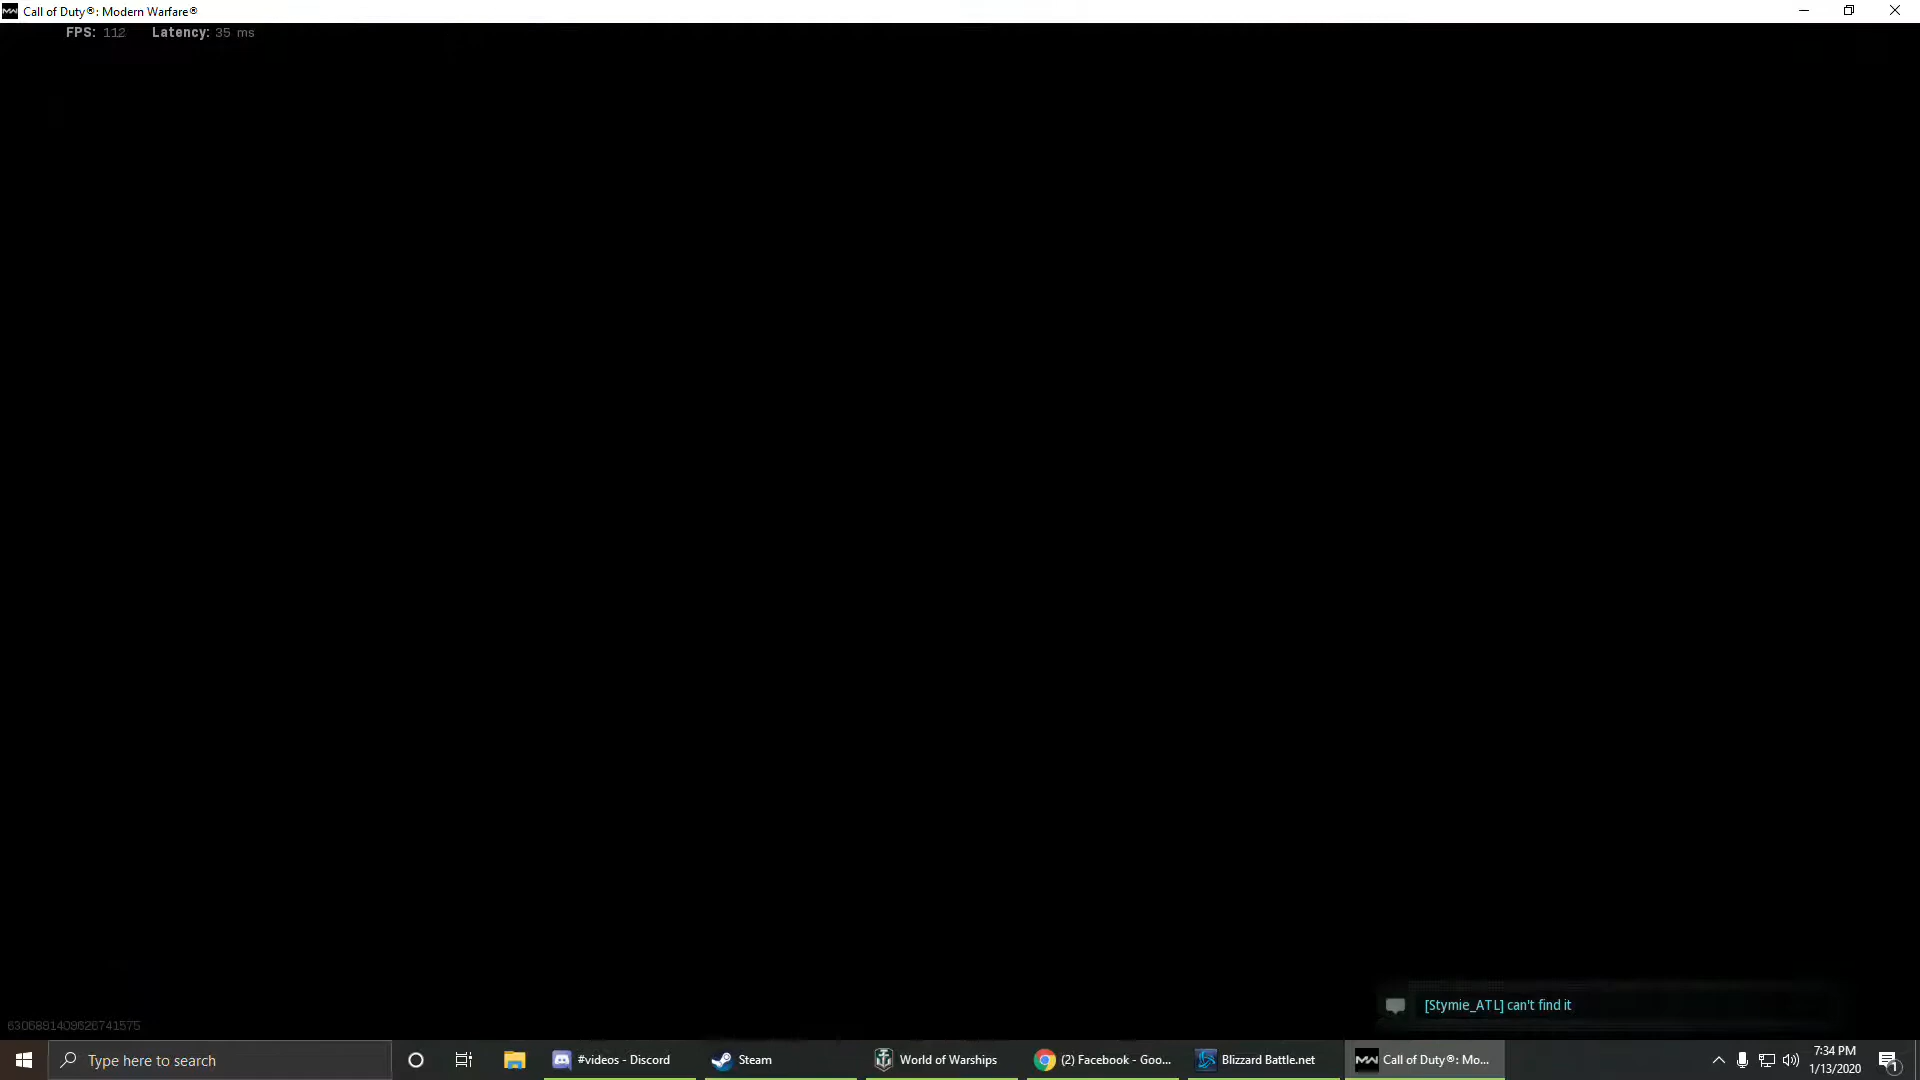 Call of Duty®: Modern Warfare®
FPS: 112 Latency: 35 ms
[Stymie_ATL] can't find it
6306891409626741575
Type here to search
#videos - Discord
Steam
World of Warships
(2) Facebook - Goo...
Blizzard Battle.net
Call of Duty®: Mo...
7:34 PM
1/13/2020
1